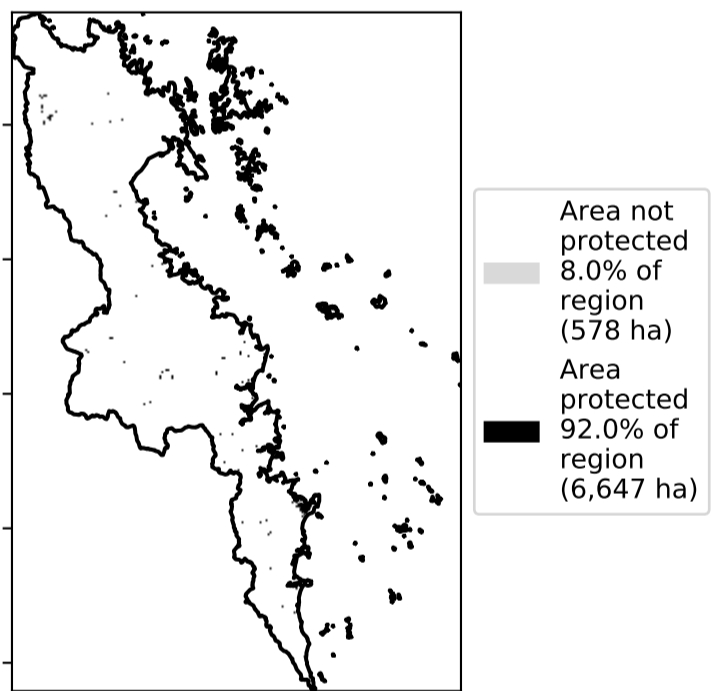 Area not
protected
8.0% of
region
(578 ha)
Area
protected
92.0% of
region
(6,647 ha)